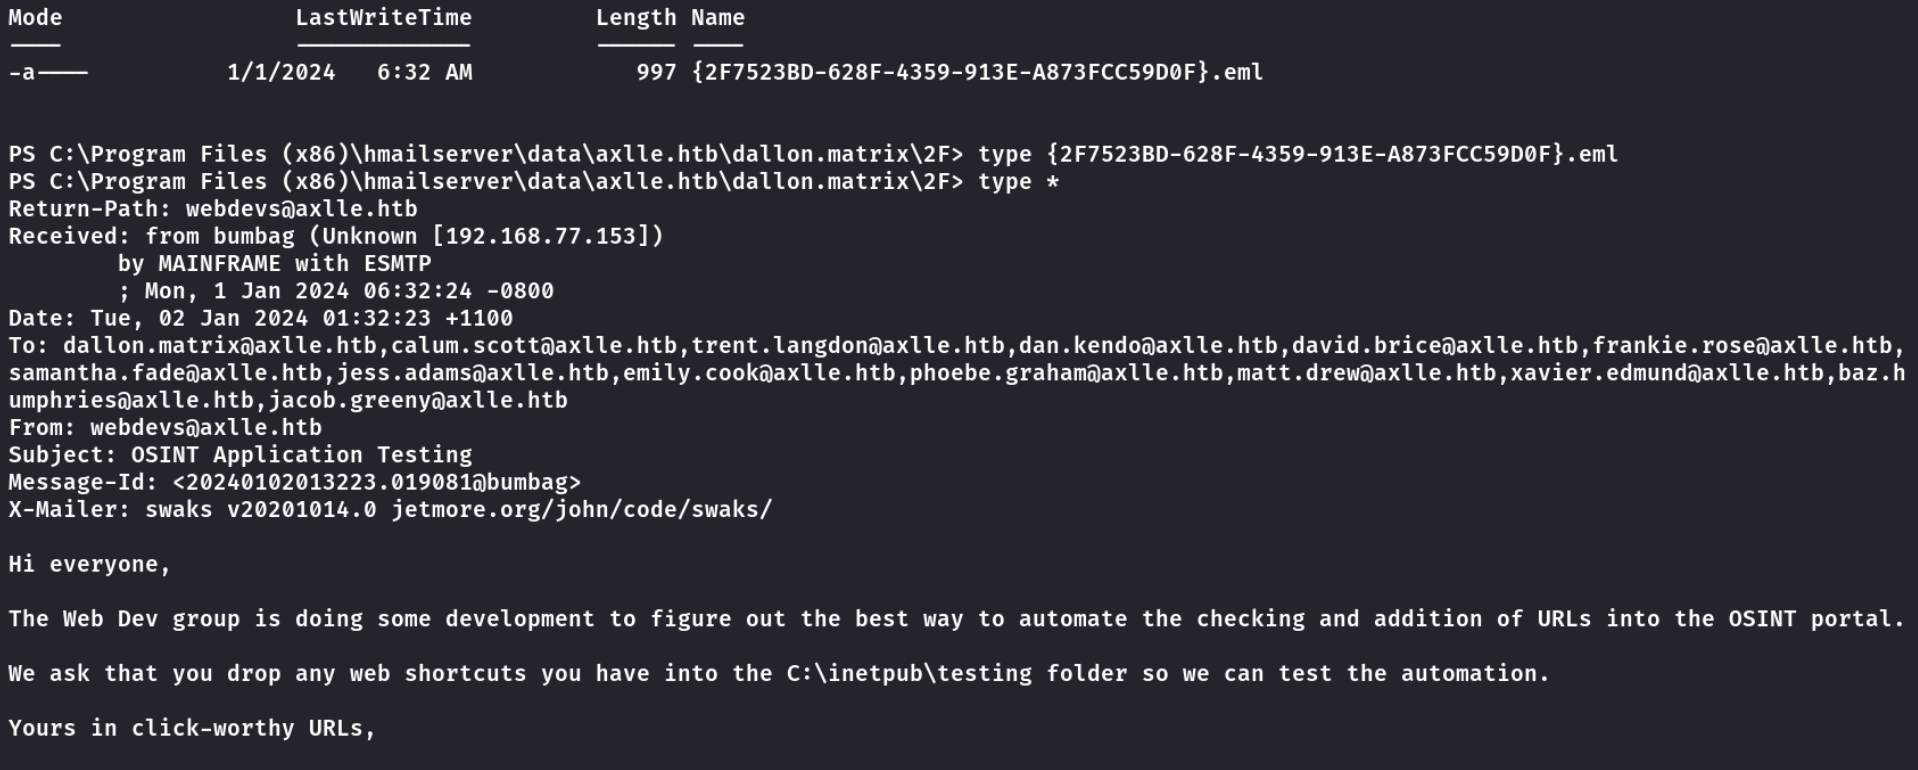 Mode                 LastWriteTime         Length Name
----                 -------------         ------ ----
-a----          1/1/2024   6:32 AM            997 {2F7523BD-628F-4359-913E-A873FCC59D0F}.eml
PS C:\Program Files (x86)\hmailserver\data\axlle.htb\dallon.matrix\2F> type {2F7523BD-628F-4359-913E-A873FCC59D0F}.eml
PS C:\Program Files (x86)\hmailserver\data\axlle.htb\dallon.matrix\2F> type *
Return-Path: webdevs@axlle.htb
Received: from bumbag (Unknown [192.168.77.153])
        by MAINFRAME with ESMTP
        ; Mon, 1 Jan 2024 06:32:24 -0800
Date: Tue, 02 Jan 2024 01:32:23 +1100
To: dallon.matrix@axlle.htb,calum.scott@axlle.htb,trent.langdon@axlle.htb,dan.kendo@axlle.htb,david.brice@axlle.htb,frankie.rose@axlle.htb,
samantha.fade@axlle.htb,jess.adams@axlle.htb,emily.cook@axlle.htb,phoebe.graham@axlle.htb,matt.drew@axlle.htb,xavier.edmund@axlle.htb,baz.h
umphries@axlle.htb,jacob.greeny@axlle.htb
From: webdevs@axlle.htb
Subject: OSINT Application Testing
Message-Id: <20240102013223.019081@bumbag>
X-Mailer: swaks v20201014.0 jetmore.org/john/code/swaks/
Hi everyone,
The Web Dev group is doing some development to figure out the best way to automate the checking and addition of URLs into the OSINT portal.
We ask that you drop any web shortcuts you have into the C:\inetpub\testing folder so we can test the automation.
Yours in click-worthy URLs,